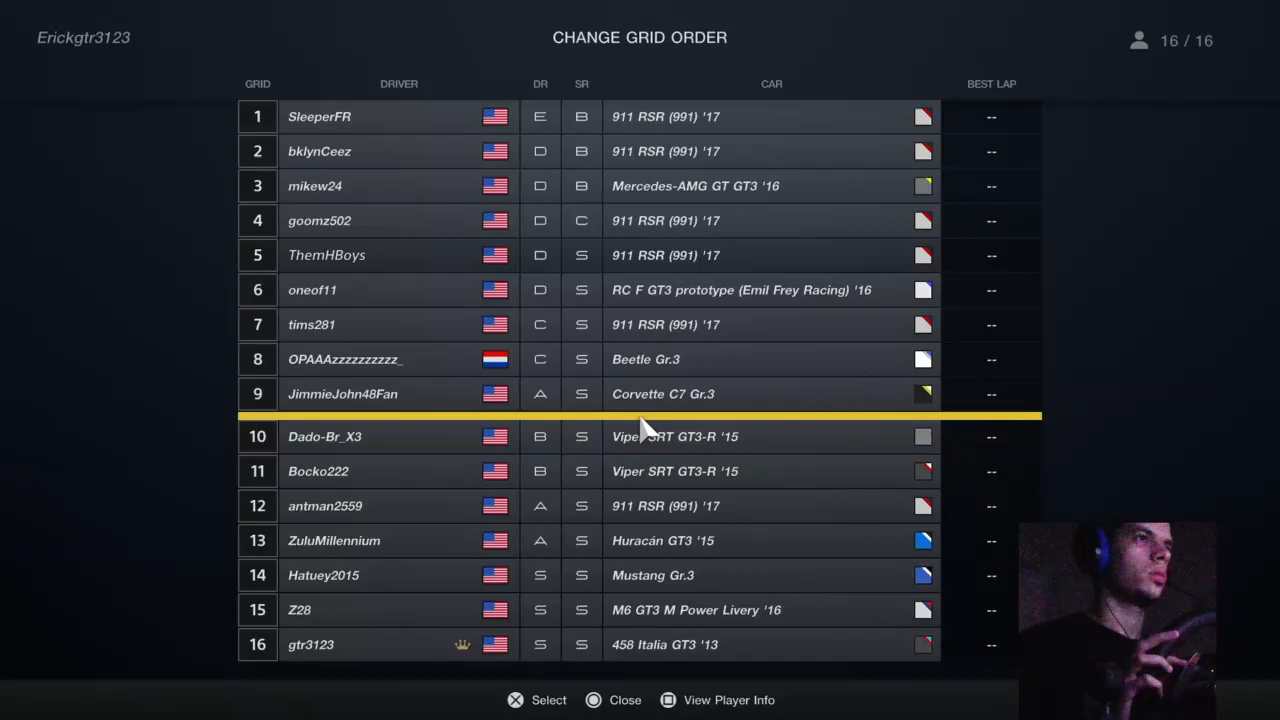 Erickgtr3123
CHANGE GRID ORDER
16 / 16
GRID DRIVER DR SR CAR BEST LAP
1 SleeperFR E B 911 RSR (991) '17 --
2 bklynCeez D B 911 RSR (991) '17 --
3 mikew24 D B Mercedes-AMG GT GT3 '16 --
4 goomz502 D C 911 RSR (991) '17 --
5 ThemHBoys D S 911 RSR (991) '17 --
6 oneof11 D S RC F GT3 prototype (Emil Frey Racing) '16 --
7 tims281 C S 911 RSR (991) '17 --
8 OPAAAzzzzzzzzzz_ C S Beetle Gr.3 --
9 JimmieJohn48Fan A S Corvette C7 Gr.3 --
10 Dado-Br_X3 B S Viper SRT GT3-R '15 --
11 Bocko222 B S Viper SRT GT3-R '15 --
12 antman2559 A S 911 RSR (991) '17 --
13 ZuluMillennium A S Huracán GT3 '15 --
14 Hatuey2015 S S Mustang Gr.3 --
15 Z28 S S M6 GT3 M Power Livery '16 --
16 gtr3123 S S 458 Italia GT3 '13 --
Select Close View Player Info